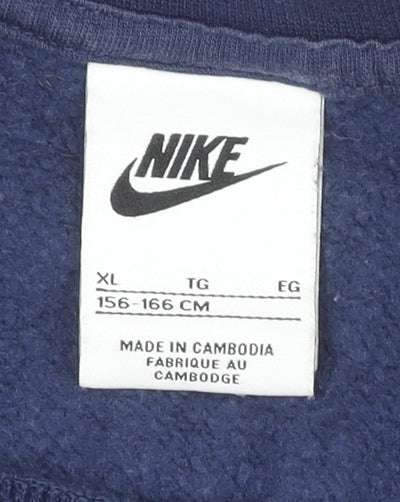 NIKE
XL TG EG
156-166 CM
MADE IN CAMBODIA
FABRIQUE AU
CAMBODGE